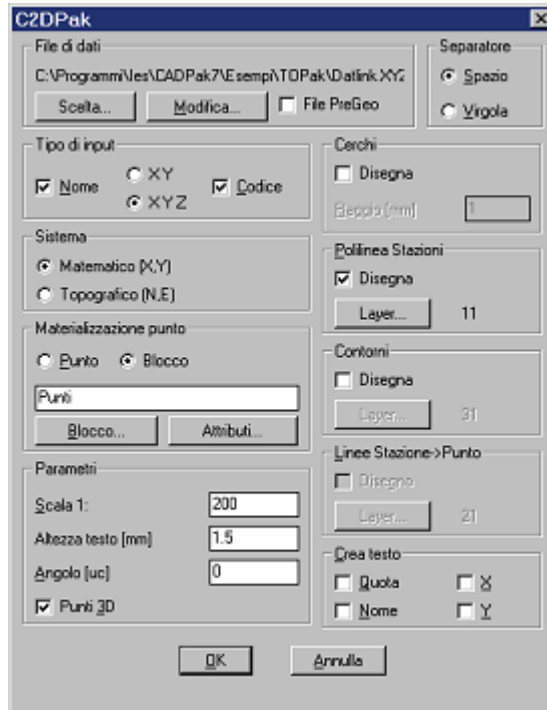 C2DPak
File di dati
C:\Programmi\Ies\CADPak7\Esempi\TOPak\Datlink.XYZ
Scelta...
Modifica...
File PreGeo
Separatore
Spazio
Virgola
Tipo di input
Nome
XY
XYZ
Codice
Sistema
Matematico (X,Y)
Topografico (N,E)
Materializzazione punto
Punto
Blocco
Punti
Blocco...
Attributi...
Parametri
Scala 1:
200
Altezza testo [mm]
1.5
Angolo [uc]
0
Punti 3D
Cerchi
Disegna
Raggio [mm]
1
Polilinea Stazioni
Disegna
Layer...
11
Contorni
Disegna
Layer...
31
Linee Stazione->Punto
Disegna
Layer...
21
Crea testo
Quota
X
Nome
Y
OK
Annulla